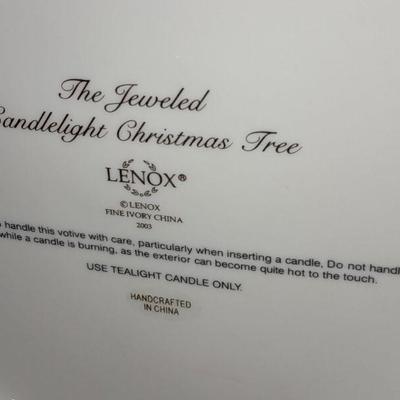 The Jeweled
Candlelight Christmas Tree
LENOX®
© LENOX
FINE IVORY CHINA
2003
handle this votive with care, particularly when inserting a candle, Do not handl
while a candle is burning, as the exterior can become quite hot to the touch.
USE TEALIGHT CANDLE ONLY.
HANDCRAFTED
IN CHINA